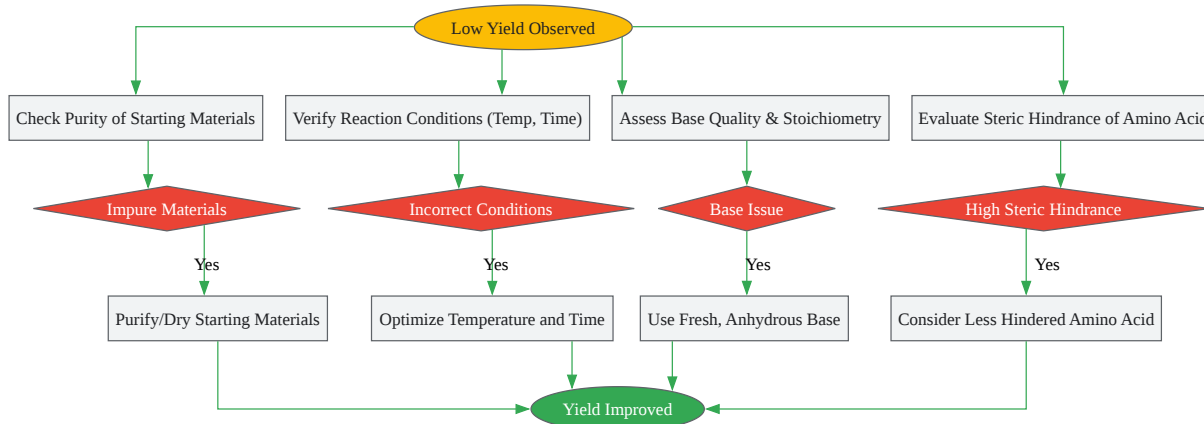 Low Yield Observed
Check Purity of Starting Materials
Verify Reaction Conditions (Temp, Time)
Assess Base Quality & Stoichiometry
Evaluate Steric Hindrance of Amino Acid
Impure Materials
Incorrect Conditions
Base Issue
High Steric Hindrance
Yes
Yes
Yes
Yes
Purify/Dry Starting Materials
Optimize Temperature and Time
Use Fresh, Anhydrous Base
Consider Less Hindered Amino Acid
Yield Improved